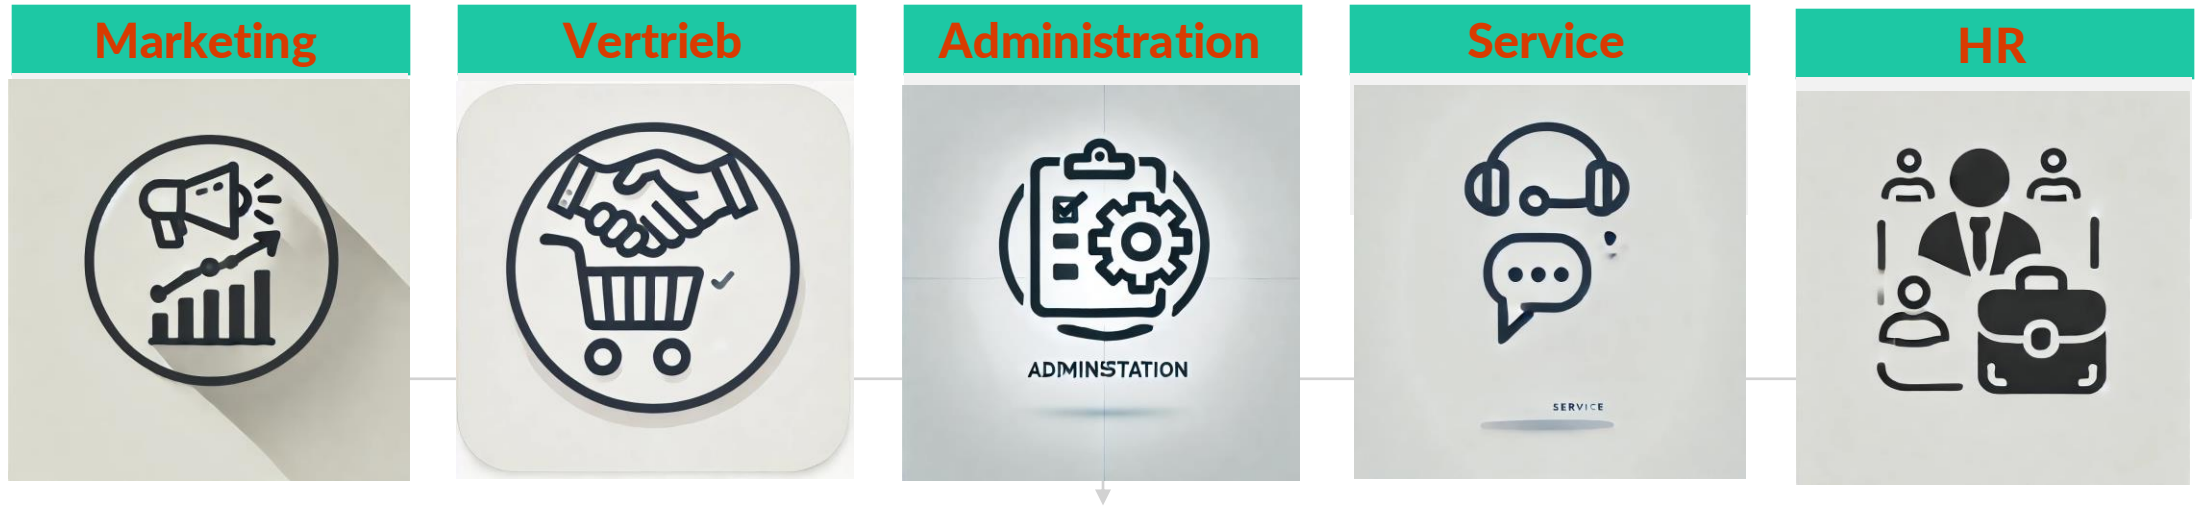 Marketing
Vertrieb
Administration
Service
HR
ADMINSTATION
SERVICE